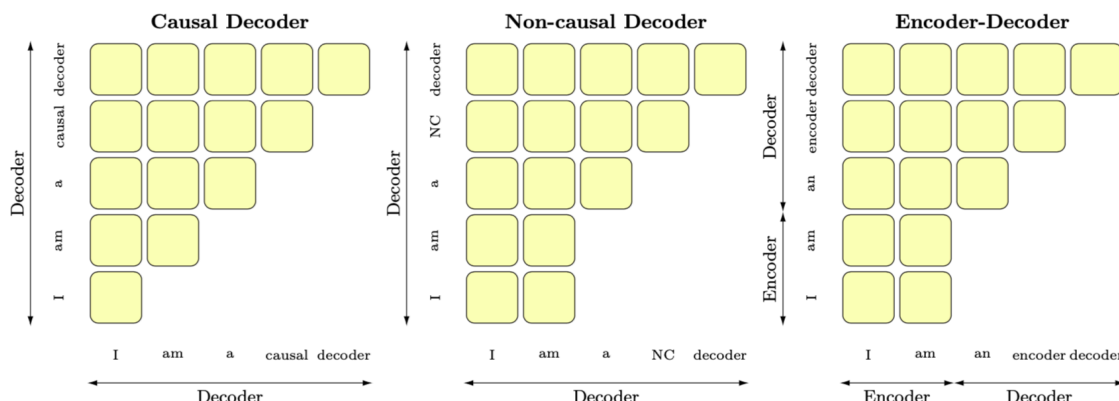 Causal Decoder
Decoder
decoder
causal
a
am
I
I am a causal decoder
Decoder
Non-causal Decoder
Decoder
decoder
NC
a
am
I
I am a NC decoder
Decoder
Encoder-Decoder
Decoder
Encoder
decoder
encoder
an
am
I
I am an encoder decoder
Encoder Decoder